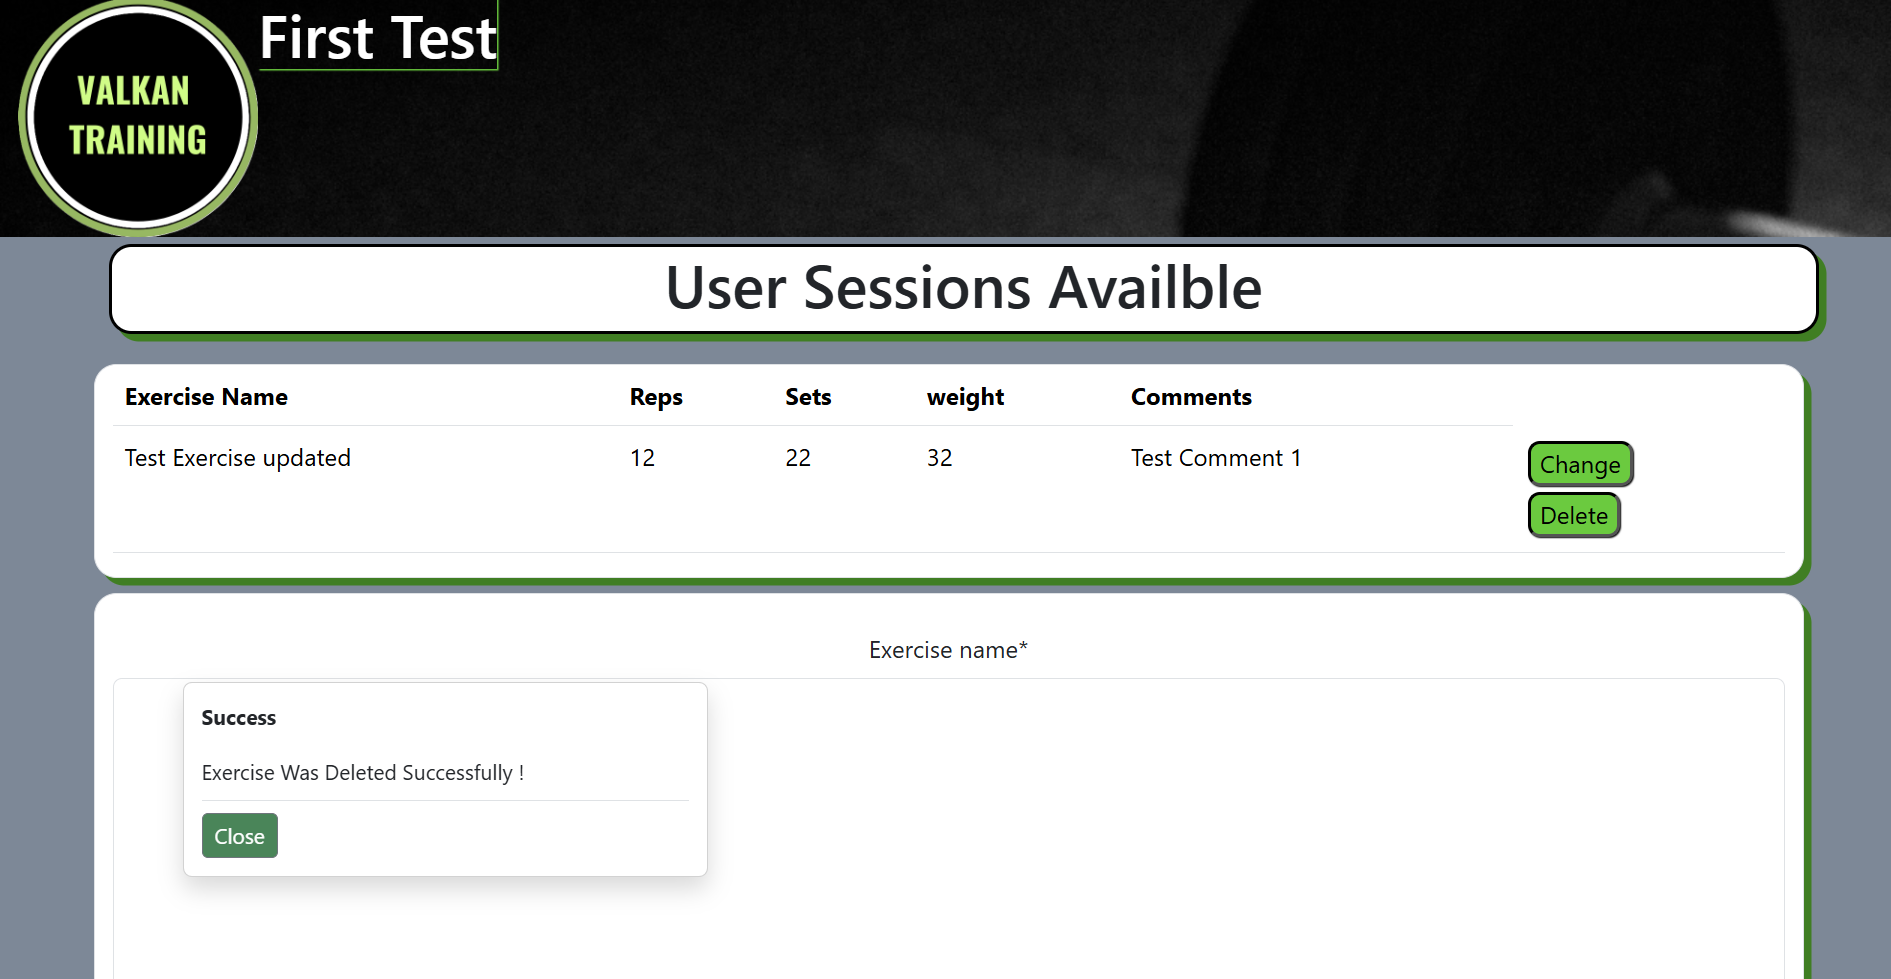 First Test
VALKAN
TRAINING
User Sessions Availble
Exercise Name Reps Sets weight Comments
Test Exercise updated 12 22 32 Test Comment 1 Change
Delete
Exercise name*
Success
Exercise Was Deleted Successfully !
Close